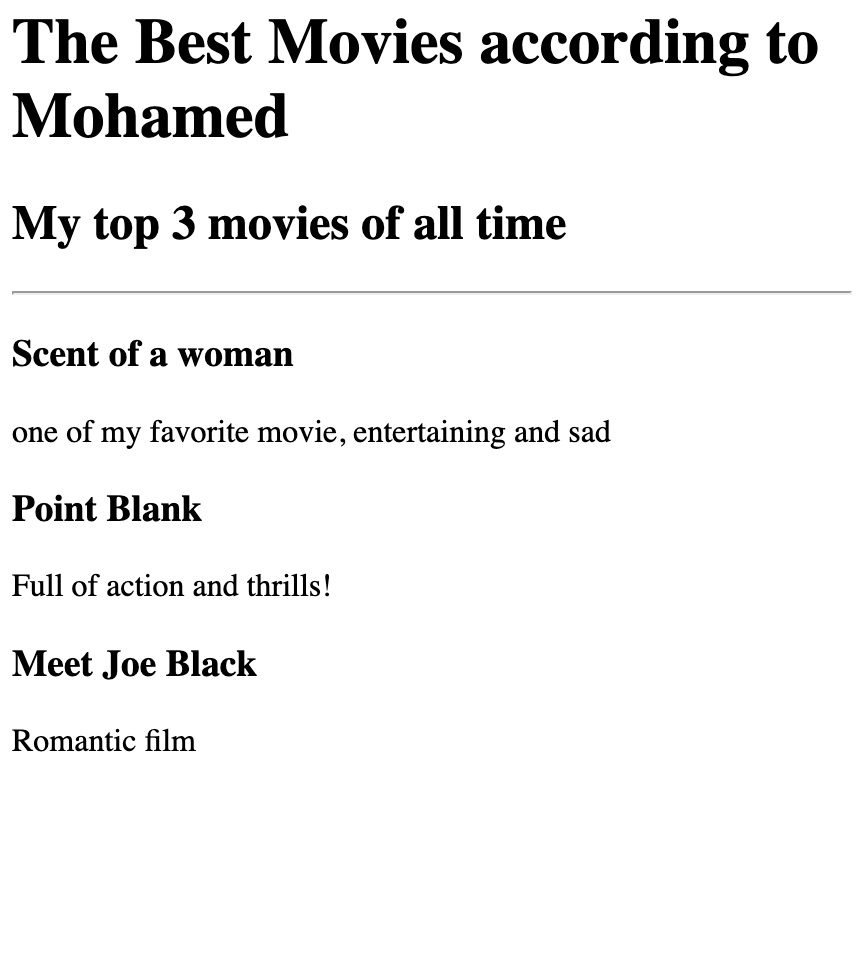 The Best Movies according to
Mohamed
My top 3 movies of all time
Scent of a woman
one of my favorite movie, entertaining and sad
Point Blank
Full of action and thrills!
Meet Joe Black
Romantic film